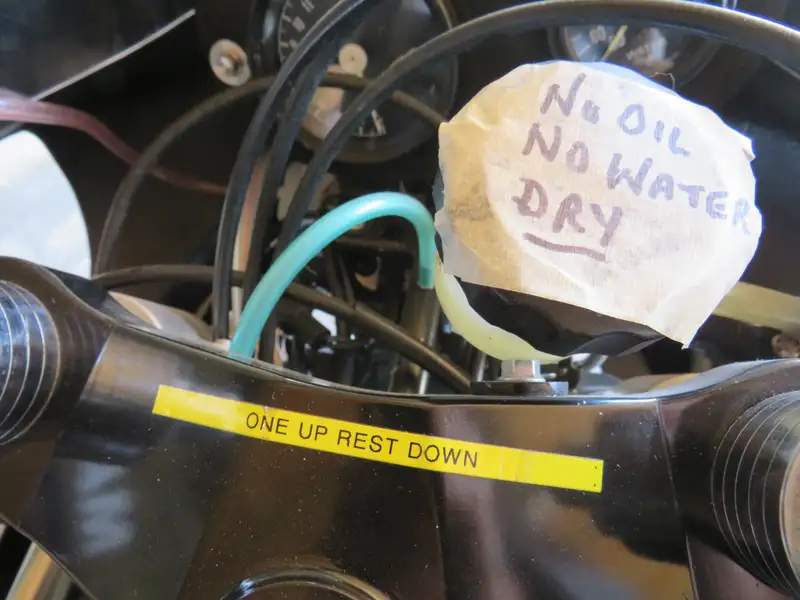 No OIL
NO WATER
DRY
ONE UP REST DOWN